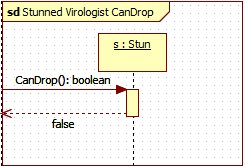 sd Stunned Virologist CanDrop
s : Stun
CanDrop(): boolean
false